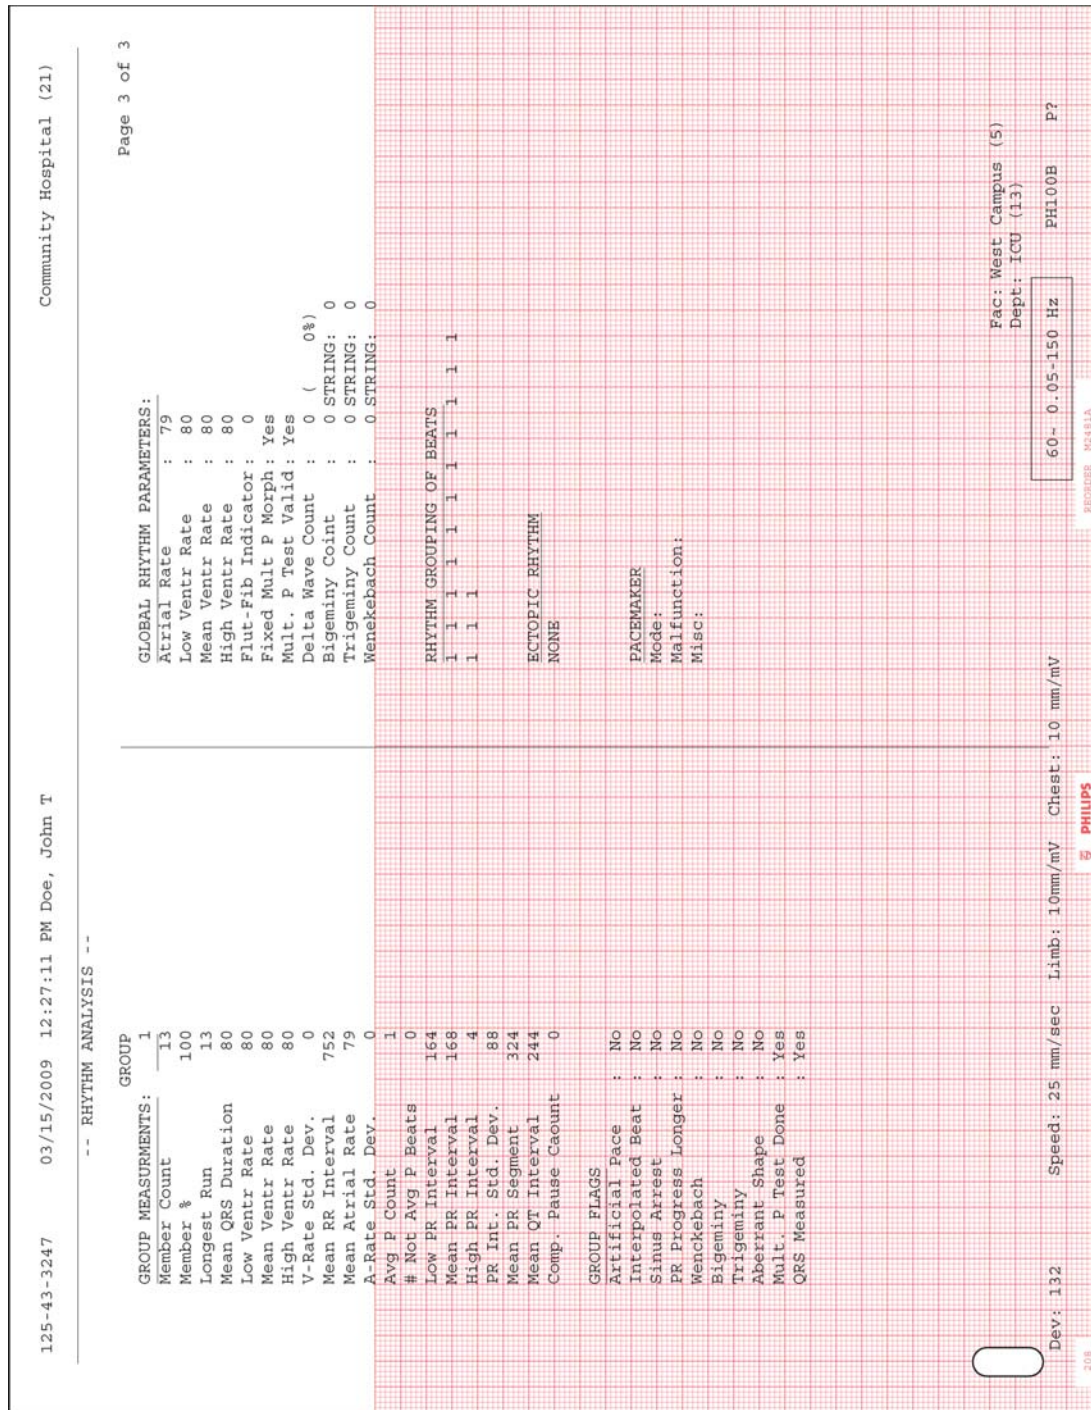 125-43-3247 03/15/2009 12:27:11 PM Doe, John T Community Hospital (21)
-- RHYTHM ANALYSIS --
Page 3 of 3
GROUP
GROUP MEASURMENTS: 1
Member Count 13
Member % 100
Longest Run 13
Mean QRS Duration 80
Low Ventr Rate 80
Mean Ventr Rate 80
High Ventr Rate 80
V-Rate Std. Dev. 0
Mean RR Interval 752
Mean Atrial Rate 79
A-Rate Std. Dev. 0
Avg P Count 1
# Not Avg P Beats 0
Low PR Interval 164
Mean PR Interval 168
High PR Interval 4
PR Int. Std. Dev. 88
Mean PR Segment 324
Mean QT Interval 244
Comp. Pause Caount 0
GROUP FLAGS
Artificial Pace : No
Interpolated Beat : No
Sinus Arrest : No
PR Progress Longer : No
Wenckebach : No
Bigeminy : No
Trigeminy : No
Aberrant Shape : No
Mult. P Test Done : Yes
QRS Measured : Yes
GLOBAL RHYTHM PARAMETERS:
Atrial Rate : 79
Low Ventr Rate : 80
Mean Ventr Rate : 80
High Ventr Rate : 80
Flut-Fib Indicator : 0
Fixed Mult P Morph : Yes
Mult. P Test Valid : Yes
Delta Wave Count : 0 ( 0%)
Bigeminy Coint : 0 STRING: 0
Trigeminy Count : 0 STRING: 0
Wenekebach Count : 0 STRING: 0
RHYTHM GROUPING OF BEATS
1 1 1 1 1 1 1 1 1 1 1
1 1 1
ECTOPIC RHYTHM
NONE
PACEMAKER
Mode:
Malfunction:
Misc:
Fac: West Campus (5)
Dept: ICU (13)
Dev: 132 Speed: 25 mm/sec Limb: 10mm/mV Chest: 10 mm/mV 60~ 0.05-150 Hz PH100B P?
20B PHILIPS REORDER M2481A